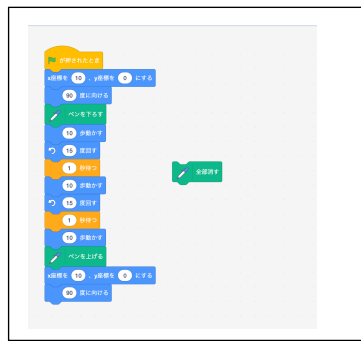 が押されたとき
x座標を 10 、y座標を 0 にする
90 度に向ける
ペンを下ろす
10 歩動かす
15 度回す
1 秒待つ
10 歩動かす
15 度回す
1 秒待つ
10 歩動かす
ペンを上げる
x座標を 10 、y座標を 0 にする
90 度に向ける
全部消す